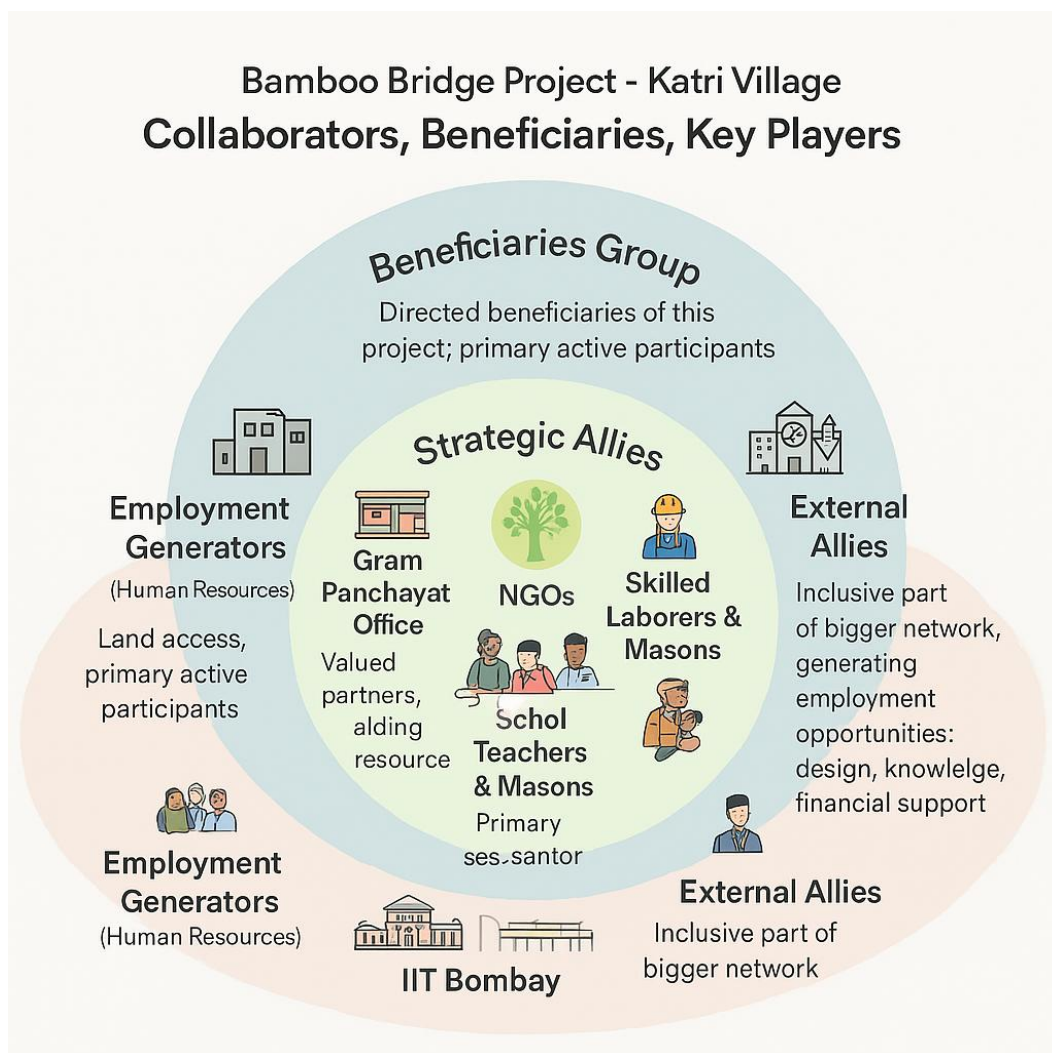 Bamboo Bridge Project - Katri Village
Collaborators, Beneficiaries, Key Players
Beneficiaries Group
Directed beneficiaries of this
project; primary active participants
Strategic Allies
Employment
Generators
(Human Resources)
Land access,
primary active
participants
Gram
Panchayat
Office
Valued
partners,
alding
resource
NGOs
Schol
Teachers
& Masons
Primary
ses-santor
Skilled
Laborers &
Masons
External
Allies
Inclusive part
of bigger network,
generating
employment
opportunities:
design, knowlelge,
financial support
Employment
Generators
(Human Resources)
IIT Bombay
External Allies
Inclusive part of
bigger network